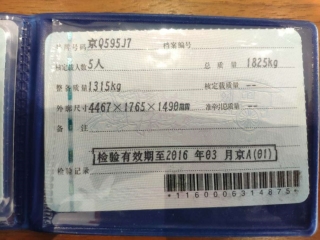 号牌号码 京Q595J7 档案编号
核定载人数 5人 总质量 1825kg
整备质量 1315kg 核定载质量 --
外廓尺寸 4467×1765×1490mm 准牵引总质量 --
备注
检验有效期至2016 年03 月京A(01)
检验记录
*1160006314873*